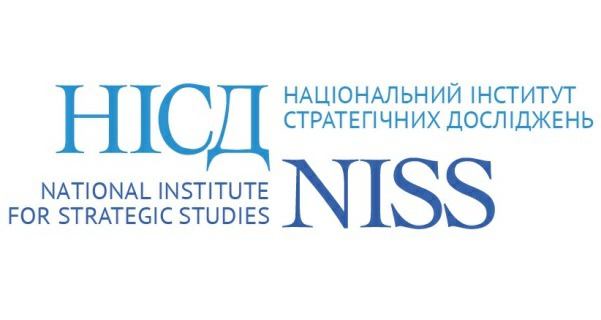 НІСД
НАЦІОНАЛЬНИЙ ІНСТИТУТ
СТРАТЕГІЧНИХ ДОСЛІДЖЕНЬ
NATIONAL INSTITUTE
FOR STRATEGIC STUDIES
NISS